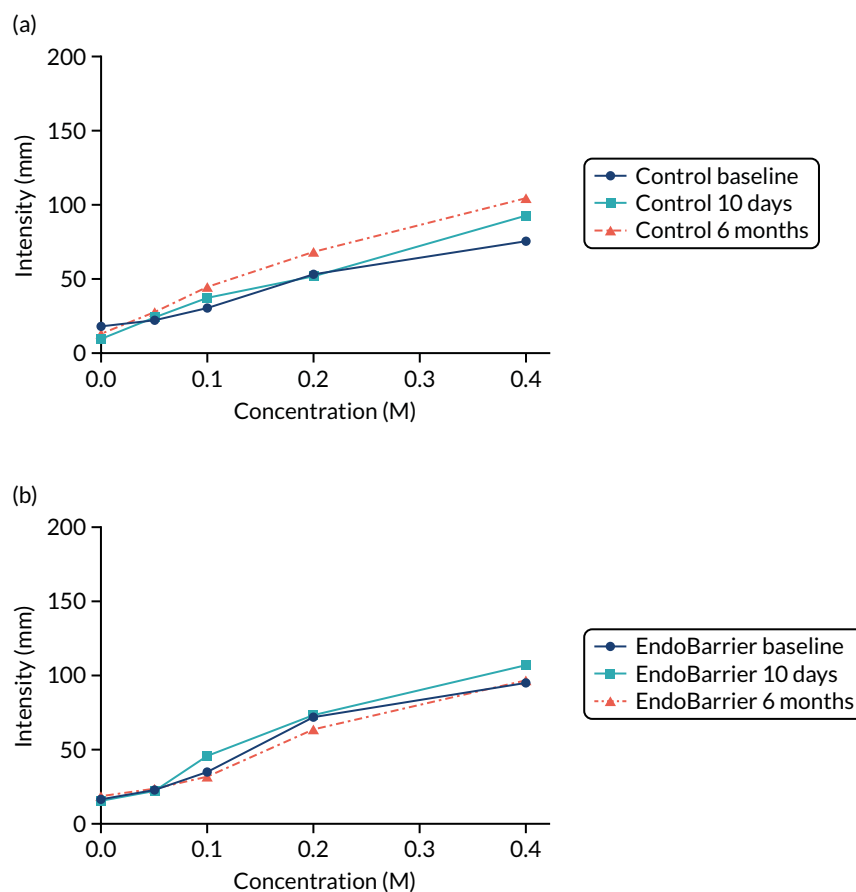 (a)
200
150
100
50
0
Intensity (mm)
0.0 0.1 0.2 0.3 0.4
Concentration (M)
Control baseline
Control 10 days
Control 6 months
(b)
200
150
100
50
0
Intensity (mm)
0.0 0.1 0.2 0.3 0.4
Concentration (M)
EndoBarrier baseline
EndoBarrier 10 days
EndoBarrier 6 months